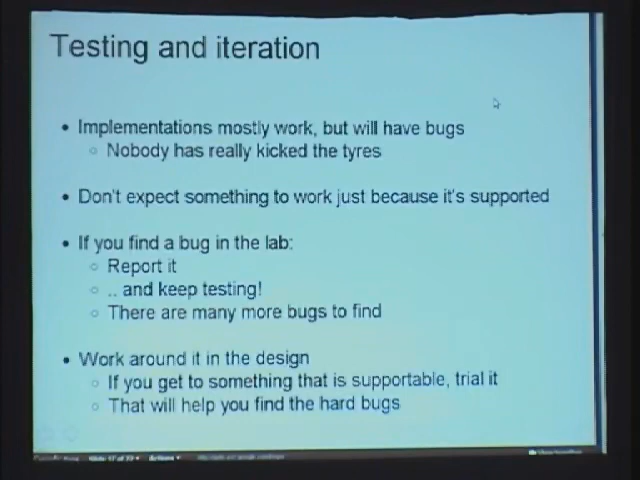 Testing and iteration
Implementations mostly work, but will have bugs
Nobody has really kicked the tyres
Don't expect something to work just because it's supported
If you find a bug in the lab:
Report it
.. and keep testing!
There are many more bugs to find
Work around it in the design
If you get to something that is supportable, trial it
That will help you find the hard bugs
Actions